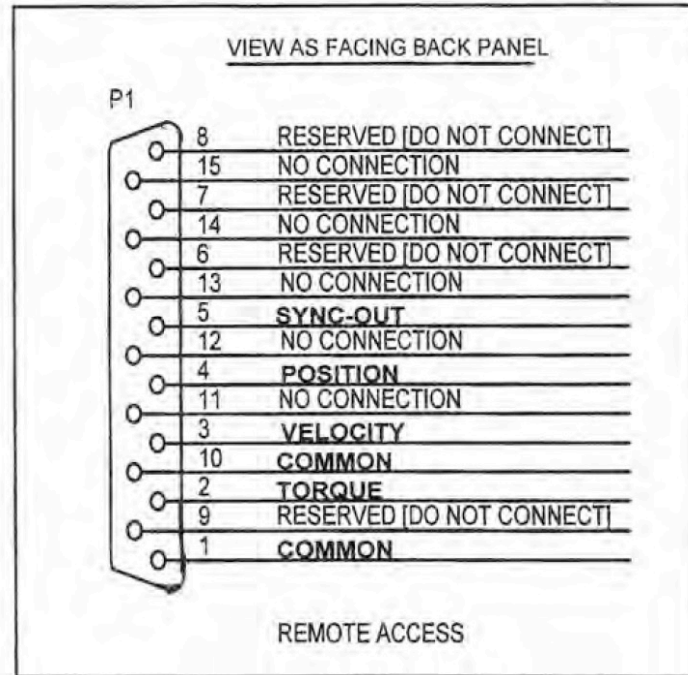 VIEW AS FACING BACK PANEL
P1
8 RESERVED [DO NOT CONNECT]
15 NO CONNECTION
7 RESERVED [DO NOT CONNECT]
14 NO CONNECTION
6 RESERVED [DO NOT CONNECT]
13 NO CONNECTION
5 SYNC-OUT
12 NO CONNECTION
4 POSITION
11 NO CONNECTION
3 VELOCITY
10 COMMON
2 TORQUE
9 RESERVED [DO NOT CONNECT]
1 COMMON
REMOTE ACCESS